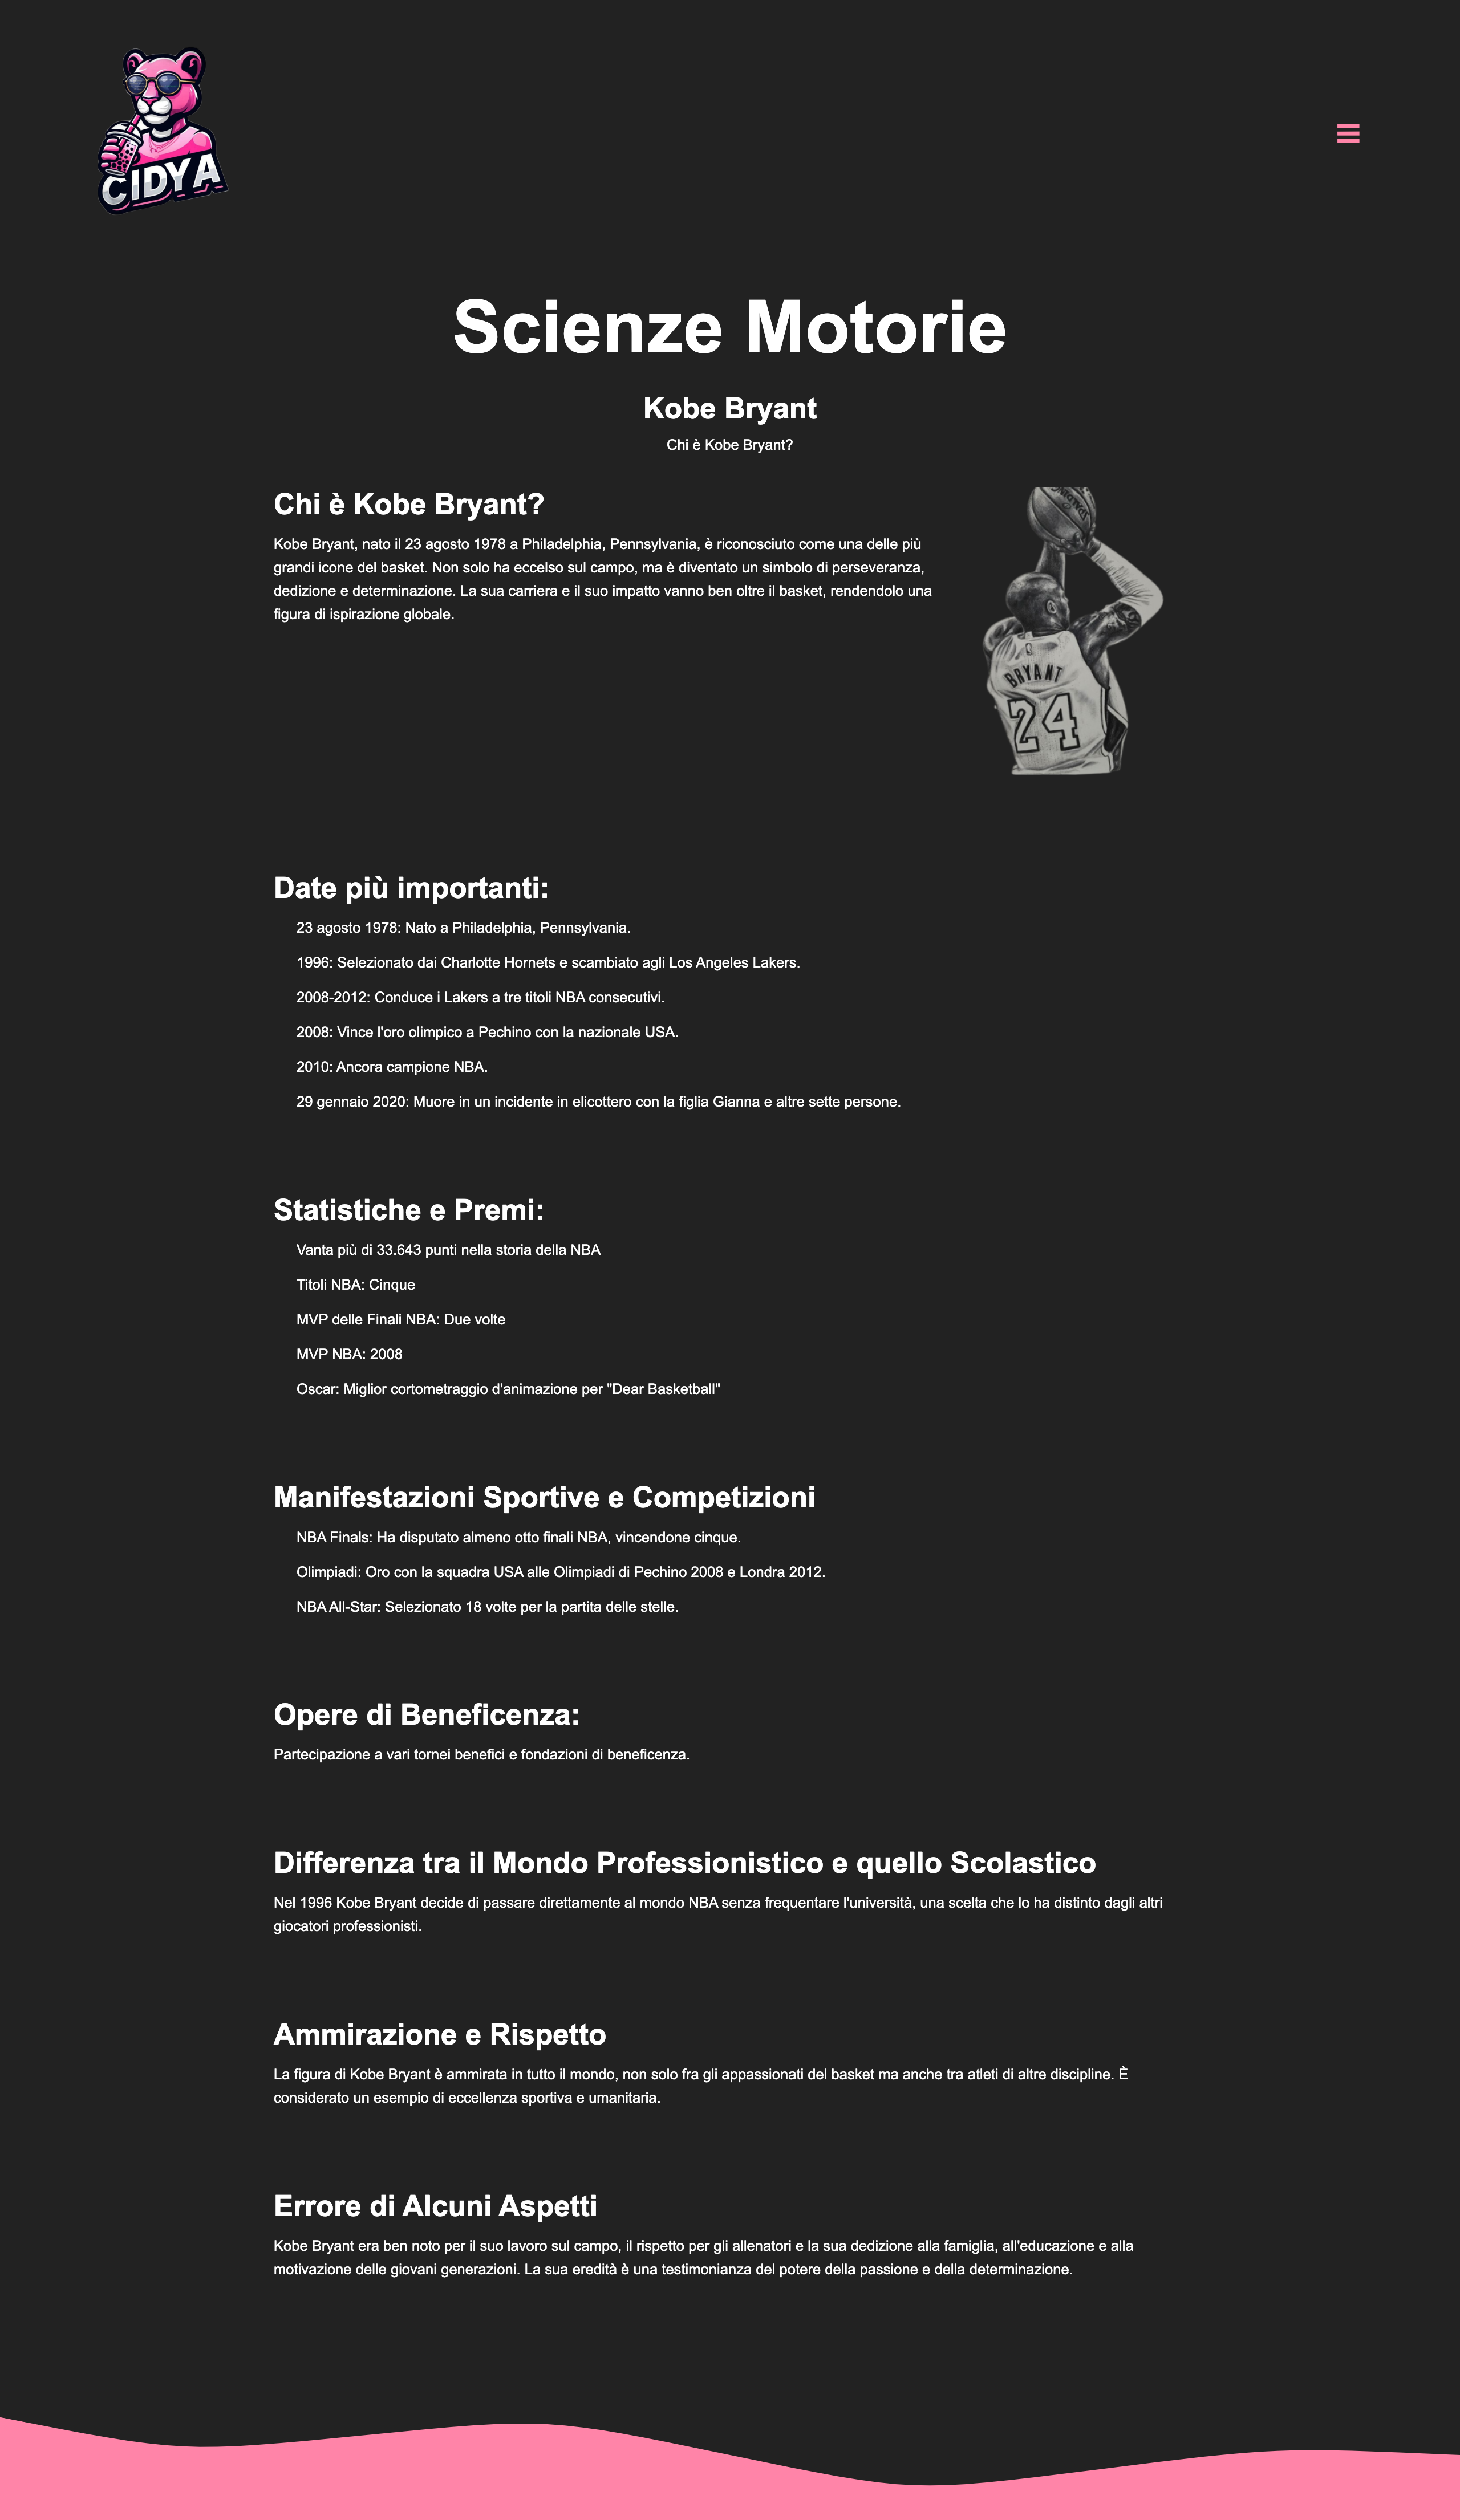 CIDYA
Scienze Motorie
Kobe Bryant
Chi è Kobe Bryant?
Chi è Kobe Bryant?
Kobe Bryant, nato il 23 agosto 1978 a Philadelphia, Pennsylvania, è riconosciuto come una delle più
grandi icone del basket. Non solo ha eccelso sul campo, ma è diventato un simbolo di perseveranza,
dedizione e determinazione. La sua carriera e il suo impatto vanno ben oltre il basket, rendendolo una
figura di ispirazione globale.
SPALDING
BRYANT
24
Date più importanti:
23 agosto 1978: Nato a Philadelphia, Pennsylvania.
1996: Selezionato dai Charlotte Hornets e scambiato agli Los Angeles Lakers.
2008-2012: Conduce i Lakers a tre titoli NBA consecutivi.
2008: Vince l'oro olimpico a Pechino con la nazionale USA.
2010: Ancora campione NBA.
29 gennaio 2020: Muore in un incidente in elicottero con la figlia Gianna e altre sette persone.
Statistiche e Premi:
Vanta più di 33.643 punti nella storia della NBA
Titoli NBA: Cinque
MVP delle Finali NBA: Due volte
MVP NBA: 2008
Oscar: Miglior cortometraggio d'animazione per "Dear Basketball"
Manifestazioni Sportive e Competizioni
NBA Finals: Ha disputato almeno otto finali NBA, vincendone cinque.
Olimpiadi: Oro con la squadra USA alle Olimpiadi di Pechino 2008 e Londra 2012.
NBA All-Star: Selezionato 18 volte per la partita delle stelle.
Opere di Beneficenza:
Partecipazione a vari tornei benefici e fondazioni di beneficenza.
Differenza tra il Mondo Professionistico e quello Scolastico
Nel 1996 Kobe Bryant decide di passare direttamente al mondo NBA senza frequentare l'università, una scelta che lo ha distinto dagli altri
giocatori professionisti.
Ammirazione e Rispetto
La figura di Kobe Bryant è ammirata in tutto il mondo, non solo fra gli appassionati del basket ma anche tra atleti di altre discipline. È
considerato un esempio di eccellenza sportiva e umanitaria.
Errore di Alcuni Aspetti
Kobe Bryant era ben noto per il suo lavoro sul campo, il rispetto per gli allenatori e la sua dedizione alla famiglia, all'educazione e alla
motivazione delle giovani generazioni. La sua eredità è una testimonianza del potere della passione e della determinazione.